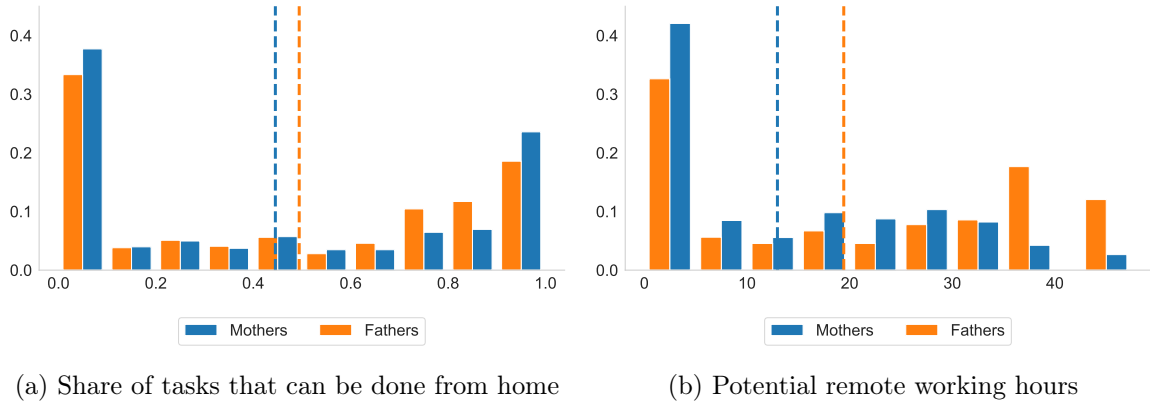 0.4
0.3
0.2
0.1
0.0
0.0 0.2 0.4 0.6 0.8 1.0
Mothers Fathers
(a) Share of tasks that can be done from home
0.4
0.3
0.2
0.1
0.0
0 10 20 30 40
Mothers Fathers
(b) Potential remote working hours